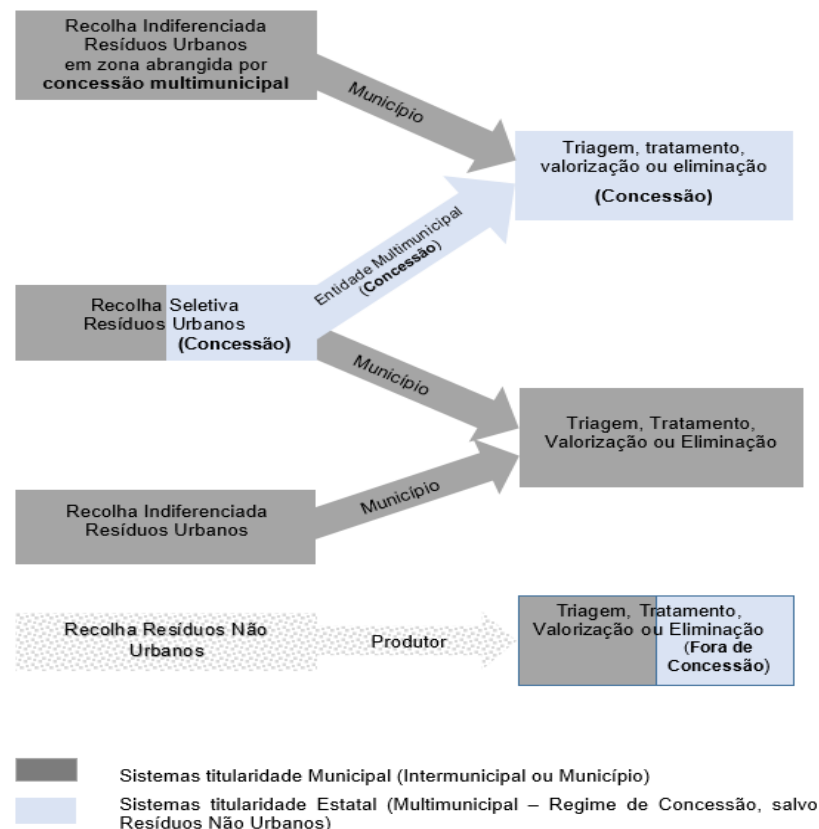 Recolha Indiferenciada
Resíduos Urbanos
em zona abrangida por
concessão multimunicipal
Município
Triagem, tratamento,
valorização ou eliminação
(Concessão)
Entidade Multimunicipal
(Concessão)
Recolha Seletiva
Resíduos Urbanos
(Concessão)
Município
Triagem, Tratamento,
Valorização ou Eliminação
Recolha Indiferenciada
Resíduos Urbanos
Município
Recolha Resíduos Não
Urbanos
Produtor
Triagem, Tratamento,
Valorização ou Eliminação
(Fora de
Concessão)
Sistemas titularidade Municipal (Intermunicipal ou Município)
Sistemas titularidade Estatal (Multimunicipal – Regime de Concessão, salvo
Resíduos Não Urbanos)